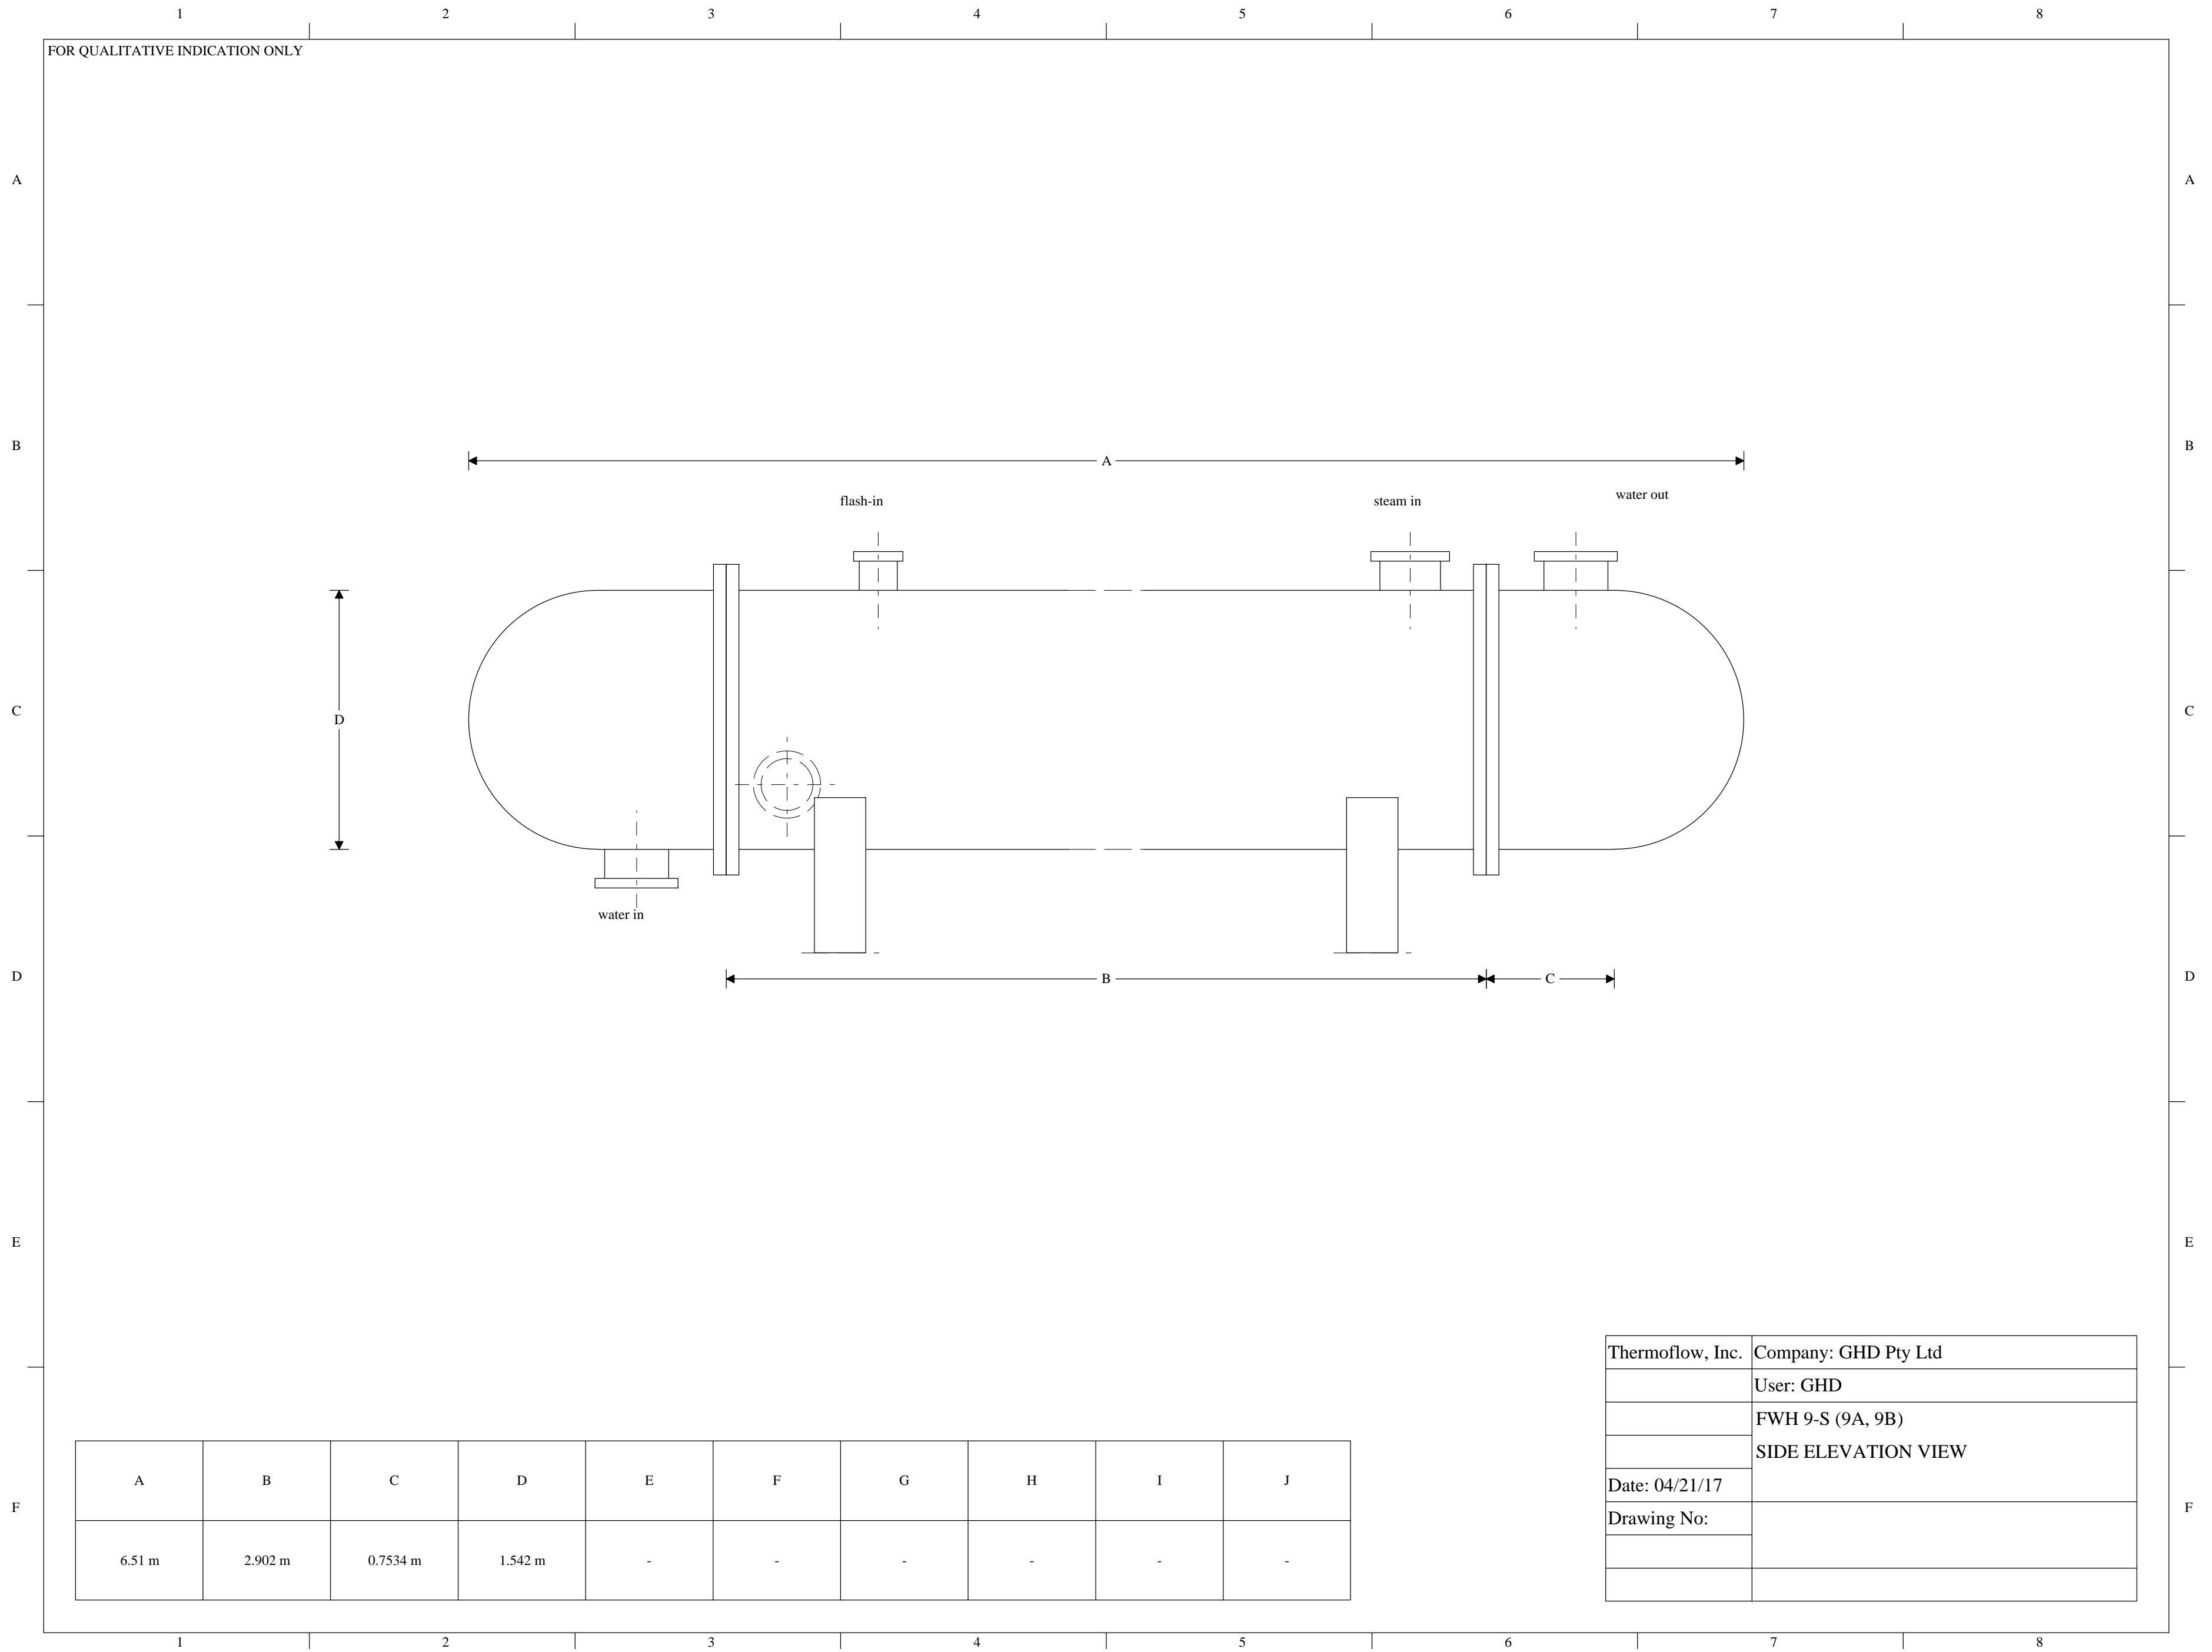 1 2 3 4 5 6 7 8
FOR QUALITATIVE INDICATION ONLY
A A
B B
A
flash-in steam in water out
C C
D
water in
D D
B C
E E
Thermoflow, Inc. Company: GHD Pty Ltd
User: GHD
FWH 9-S (9A, 9B)
SIDE ELEVATION VIEW
Date: 04/21/17
Drawing No:
A B C D E F G H I J
F F
6.51 m 2.902 m 0.7534 m 1.542 m - - - - - -
1 2 3 4 5 6 7 8